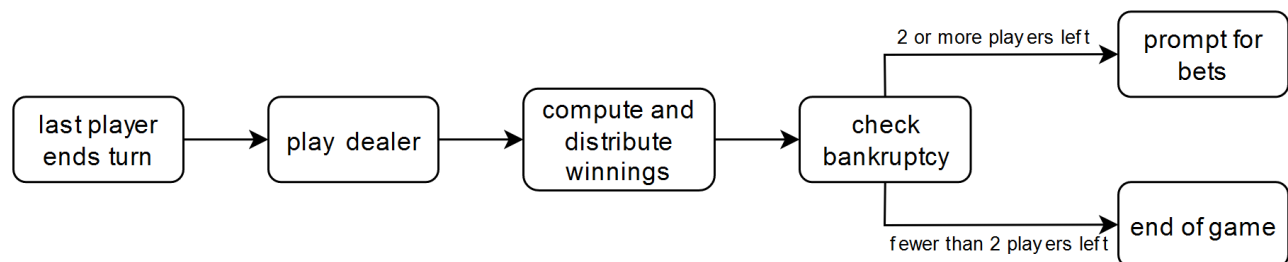 last player
ends turn
play dealer
compute and
distribute
winnings
check
bankruptcy
2 or more players left
prompt for
bets
fewer than 2 players left
end of game